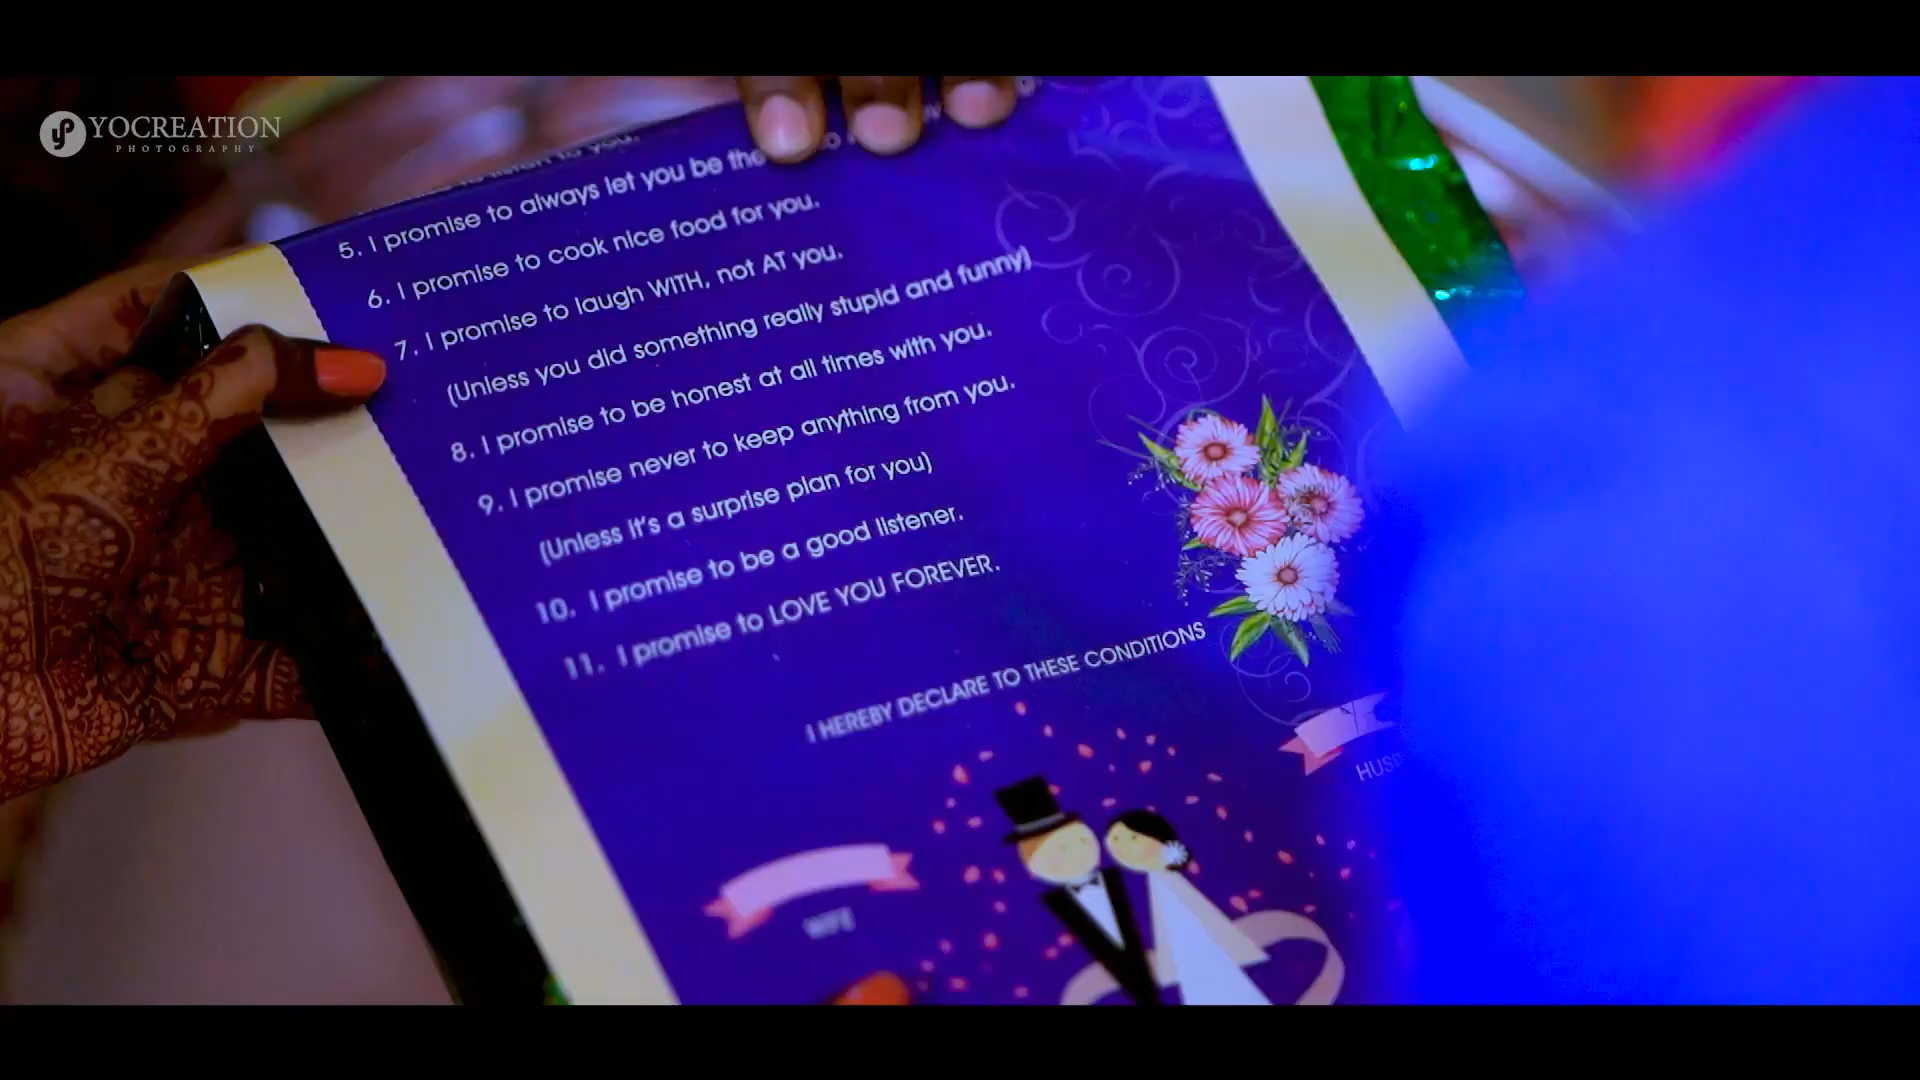 YOCREATION
PHOTOGRAPHY
to you.
5. I promise to always let you be the
6. I promise to cook nice food for you.
7. I promise to laugh WITH, not AT you.
(Unless you did something really stupid and funny)
8. I promise to be honest at all times with you.
9. I promise never to keep anything from you.
(Unless it's a surprise plan for you)
10. I promise to be a good listener.
11. I promise to LOVE YOU FOREVER.
I HEREBY DECLARE TO THESE CONDITIONS
WIFE